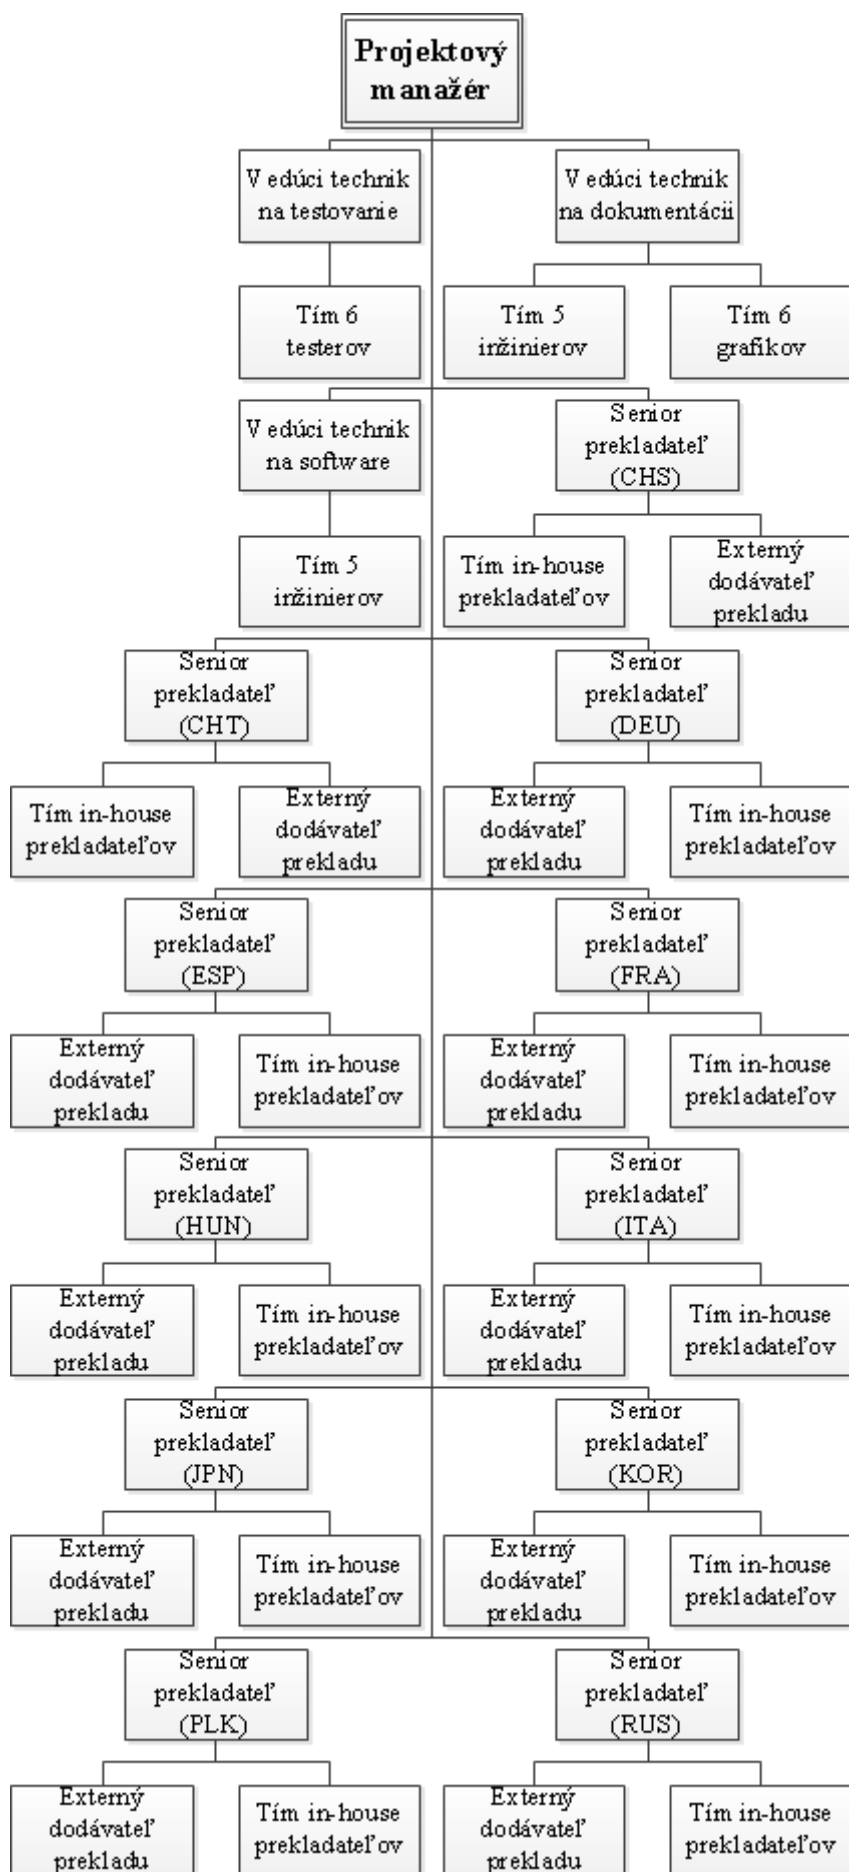 Projektový
manažér
Vedúci technik
na testovanie
Vedúci technik
na dokumentácii
Tím 6
testerov
Tím 5
inžinierov
Tím 6
grafikov
Vedúci technik
na software
Senior
prekladateľ
(CHS)
Tím 5
inžinierov
Tím in-house
prekladateľov
Externý
dodávateľ
prekladu
Senior
prekladateľ
(CHT)
Senior
prekladateľ
(DEU)
Tím in-house
prekladateľov
Externý
dodávateľ
prekladu
Externý
dodávateľ
prekladu
Tím in-house
prekladateľov
Senior
prekladateľ
(ESP)
Senior
prekladateľ
(FRA)
Externý
dodávateľ
prekladu
Tím in-house
prekladateľov
Externý
dodávateľ
prekladu
Tím in-house
prekladateľov
Senior
prekladateľ
(HUN)
Senior
prekladateľ
(ITA)
Externý
dodávateľ
prekladu
Tím in-house
prekladateľov
Externý
dodávateľ
prekladu
Tím in-house
prekladateľov
Senior
prekladateľ
(JPN)
Senior
prekladateľ
(KOR)
Externý
dodávateľ
prekladu
Tím in-house
prekladateľov
Externý
dodávateľ
prekladu
Tím in-house
prekladateľov
Senior
prekladateľ
(PLK)
Senior
prekladateľ
(RUS)
Externý
dodávateľ
prekladu
Tím in-house
prekladateľov
Externý
dodávateľ
prekladu
Tím in-house
prekladateľov